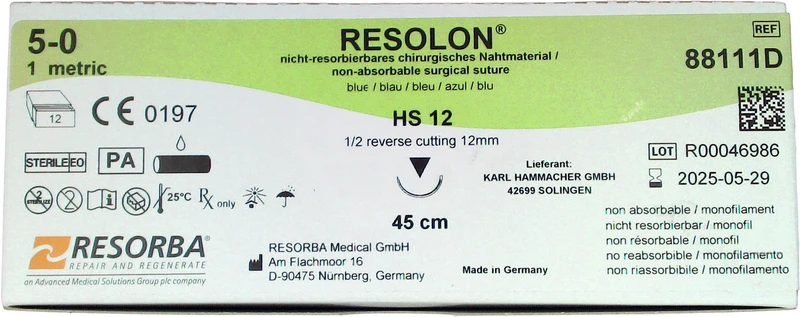 5-0
1 metric
RESOLON®
nicht-resorbierbares chirurgisches Nahtmaterial /
non-absorbable surgical suture
blue / blau / bleu / azul / blu
REF
88111D
12
CE 0197
HS 12
1/2 reverse cutting 12mm
STERILE EO
PA
2
STERILIZE
25°C
Rx only
45 cm
Lieferant:
KARL HAMMACHER GMBH
42699 SOLINGEN
LOT R00046986
2025-05-29
non absorbable / monofilament
nicht resorbierbar / monofil
non résorbable / monofil
no reabsorbible / monofilamento
non riassorbibile / monofilamento
RESORBA®
REPAIR AND REGENERATE
an Advanced Medical Solutions Group plc company
RESORBA Medical GmbH
Am Flachmoor 16
D-90475 Nürnberg, Germany
Made in Germany